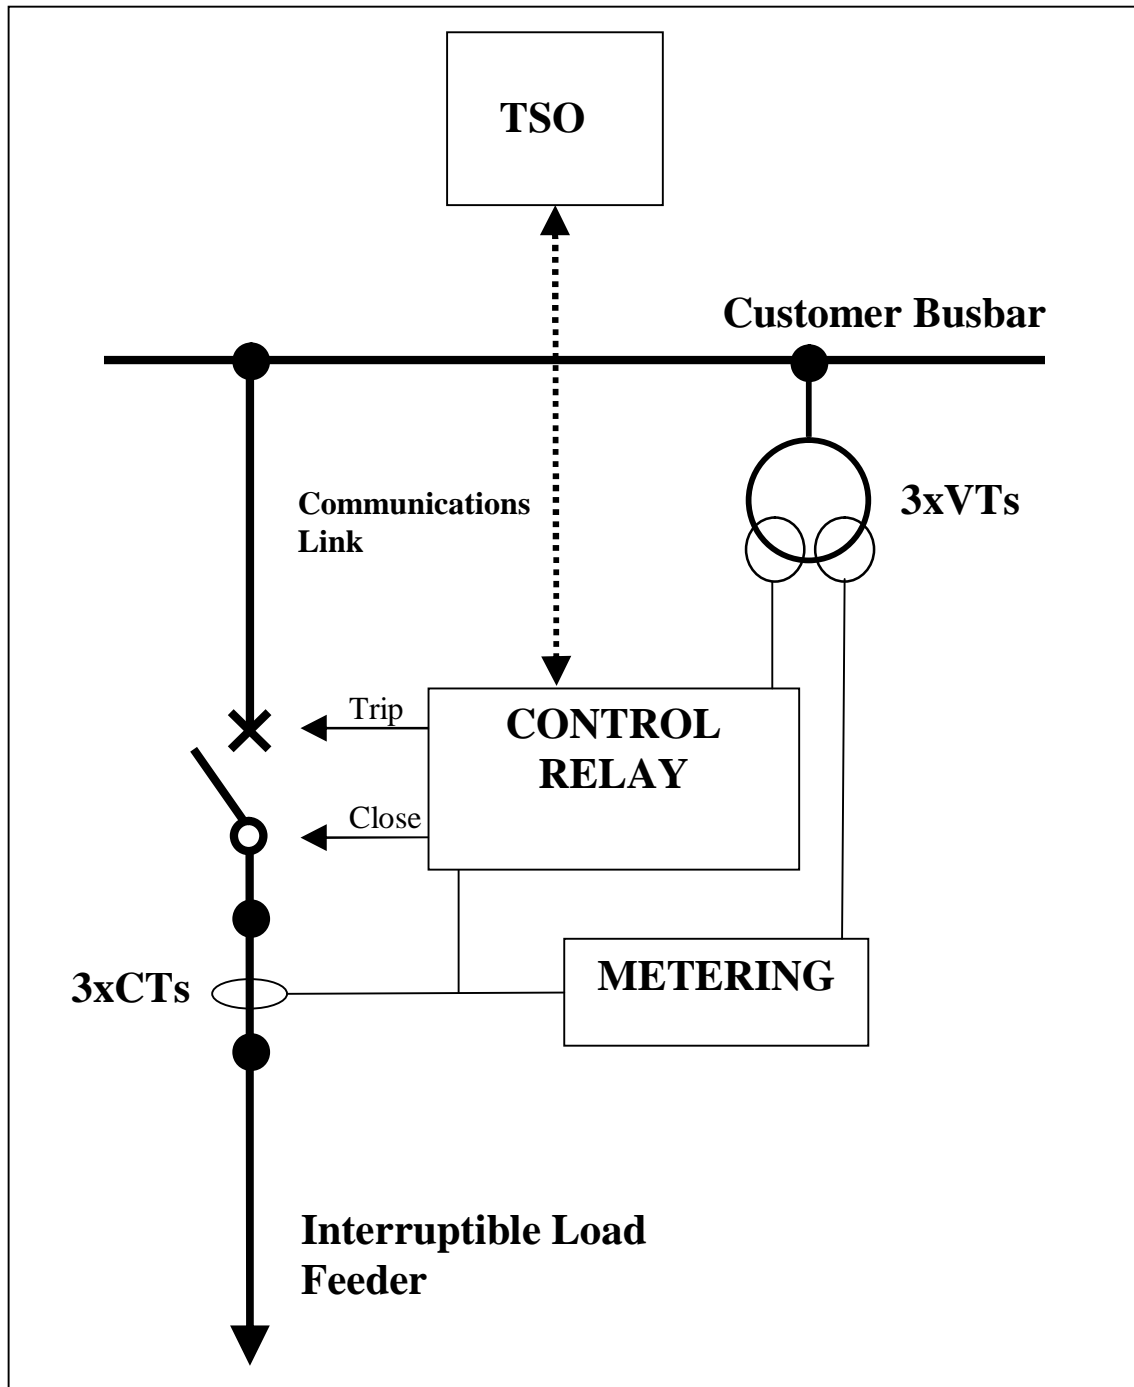 TSO
Customer Busbar
Communications
Link
3xVTs
Trip
CONTROL
RELAY
Close
3xCTs
METERING
Interruptible Load
Feeder